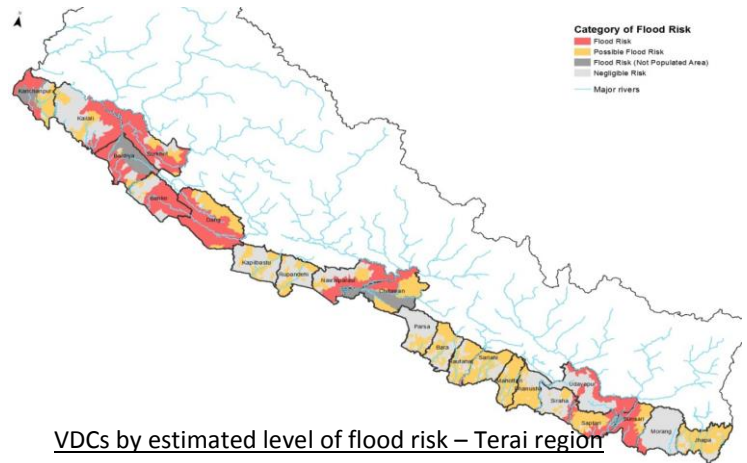 Category of Flood Risk
Flood Risk
Possible Flood Risk
Flood Risk (Not Populated Area)
Negligible Risk
Major rivers
Kanchanpur
Kailali
Surkhet
Bardiya
Banke
Dang
Kapilbastu
Rupandehi
Nawalparasi
Chitawan
Parsa
Bara
Rautahat
Sarlahi
Mahottari
Dhanusha
Siraha
Udayapur
Saptari
Sunsari
Morang
Jhapa
VDCs by estimated level of flood risk – Terai region